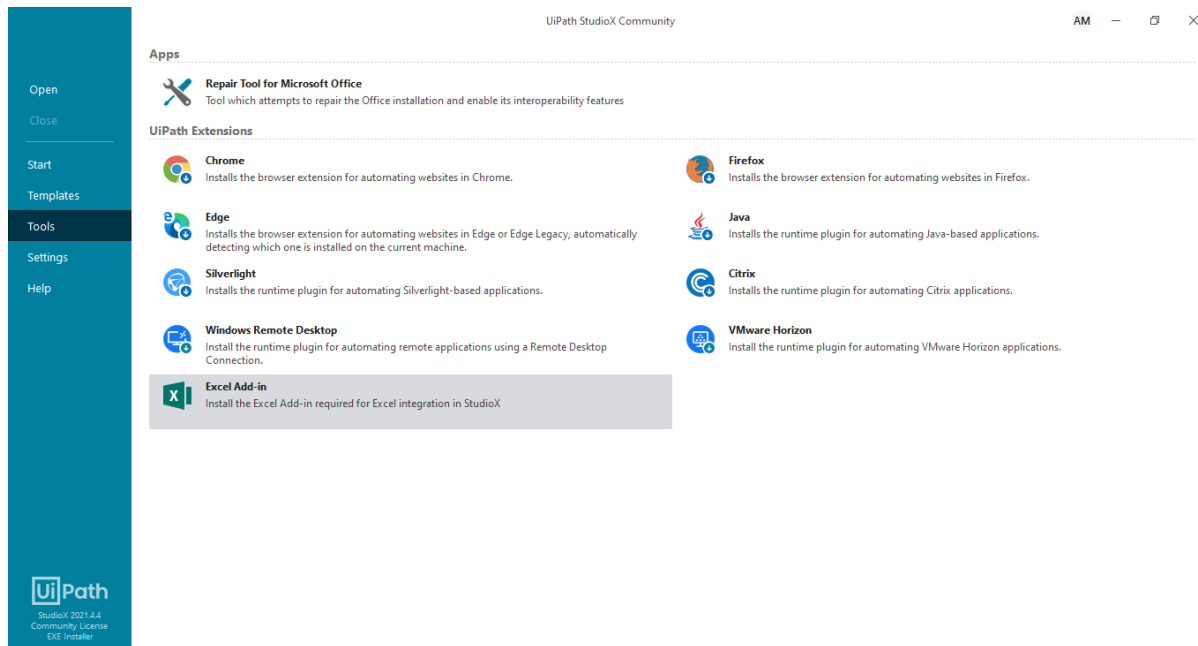 UiPath StudioX Community
AM
Open
Close
Start
Templates
Tools
Settings
Help
UiPath
StudioX 2021.4.4
Community License
EXE Installer
Apps
Repair Tool for Microsoft Office
Tool which attempts to repair the Office installation and enable its interoperability features
UiPath Extensions
Chrome
Installs the browser extension for automating websites in Chrome.
Firefox
Installs the browser extension for automating websites in Firefox.
Edge
Installs the browser extension for automating websites in Edge or Edge Legacy, automatically
detecting which one is installed on the current machine.
Java
Installs the runtime plugin for automating Java-based applications.
Silverlight
Installs the runtime plugin for automating Silverlight-based applications.
Citrix
Installs the runtime plugin for automating Citrix applications.
Windows Remote Desktop
Install the runtime plugin for automating remote applications using a Remote Desktop
Connection.
VMware Horizon
Install the runtime plugin for automating VMware Horizon applications.
Excel Add-in
Install the Excel Add-in required for Excel integration in StudioX